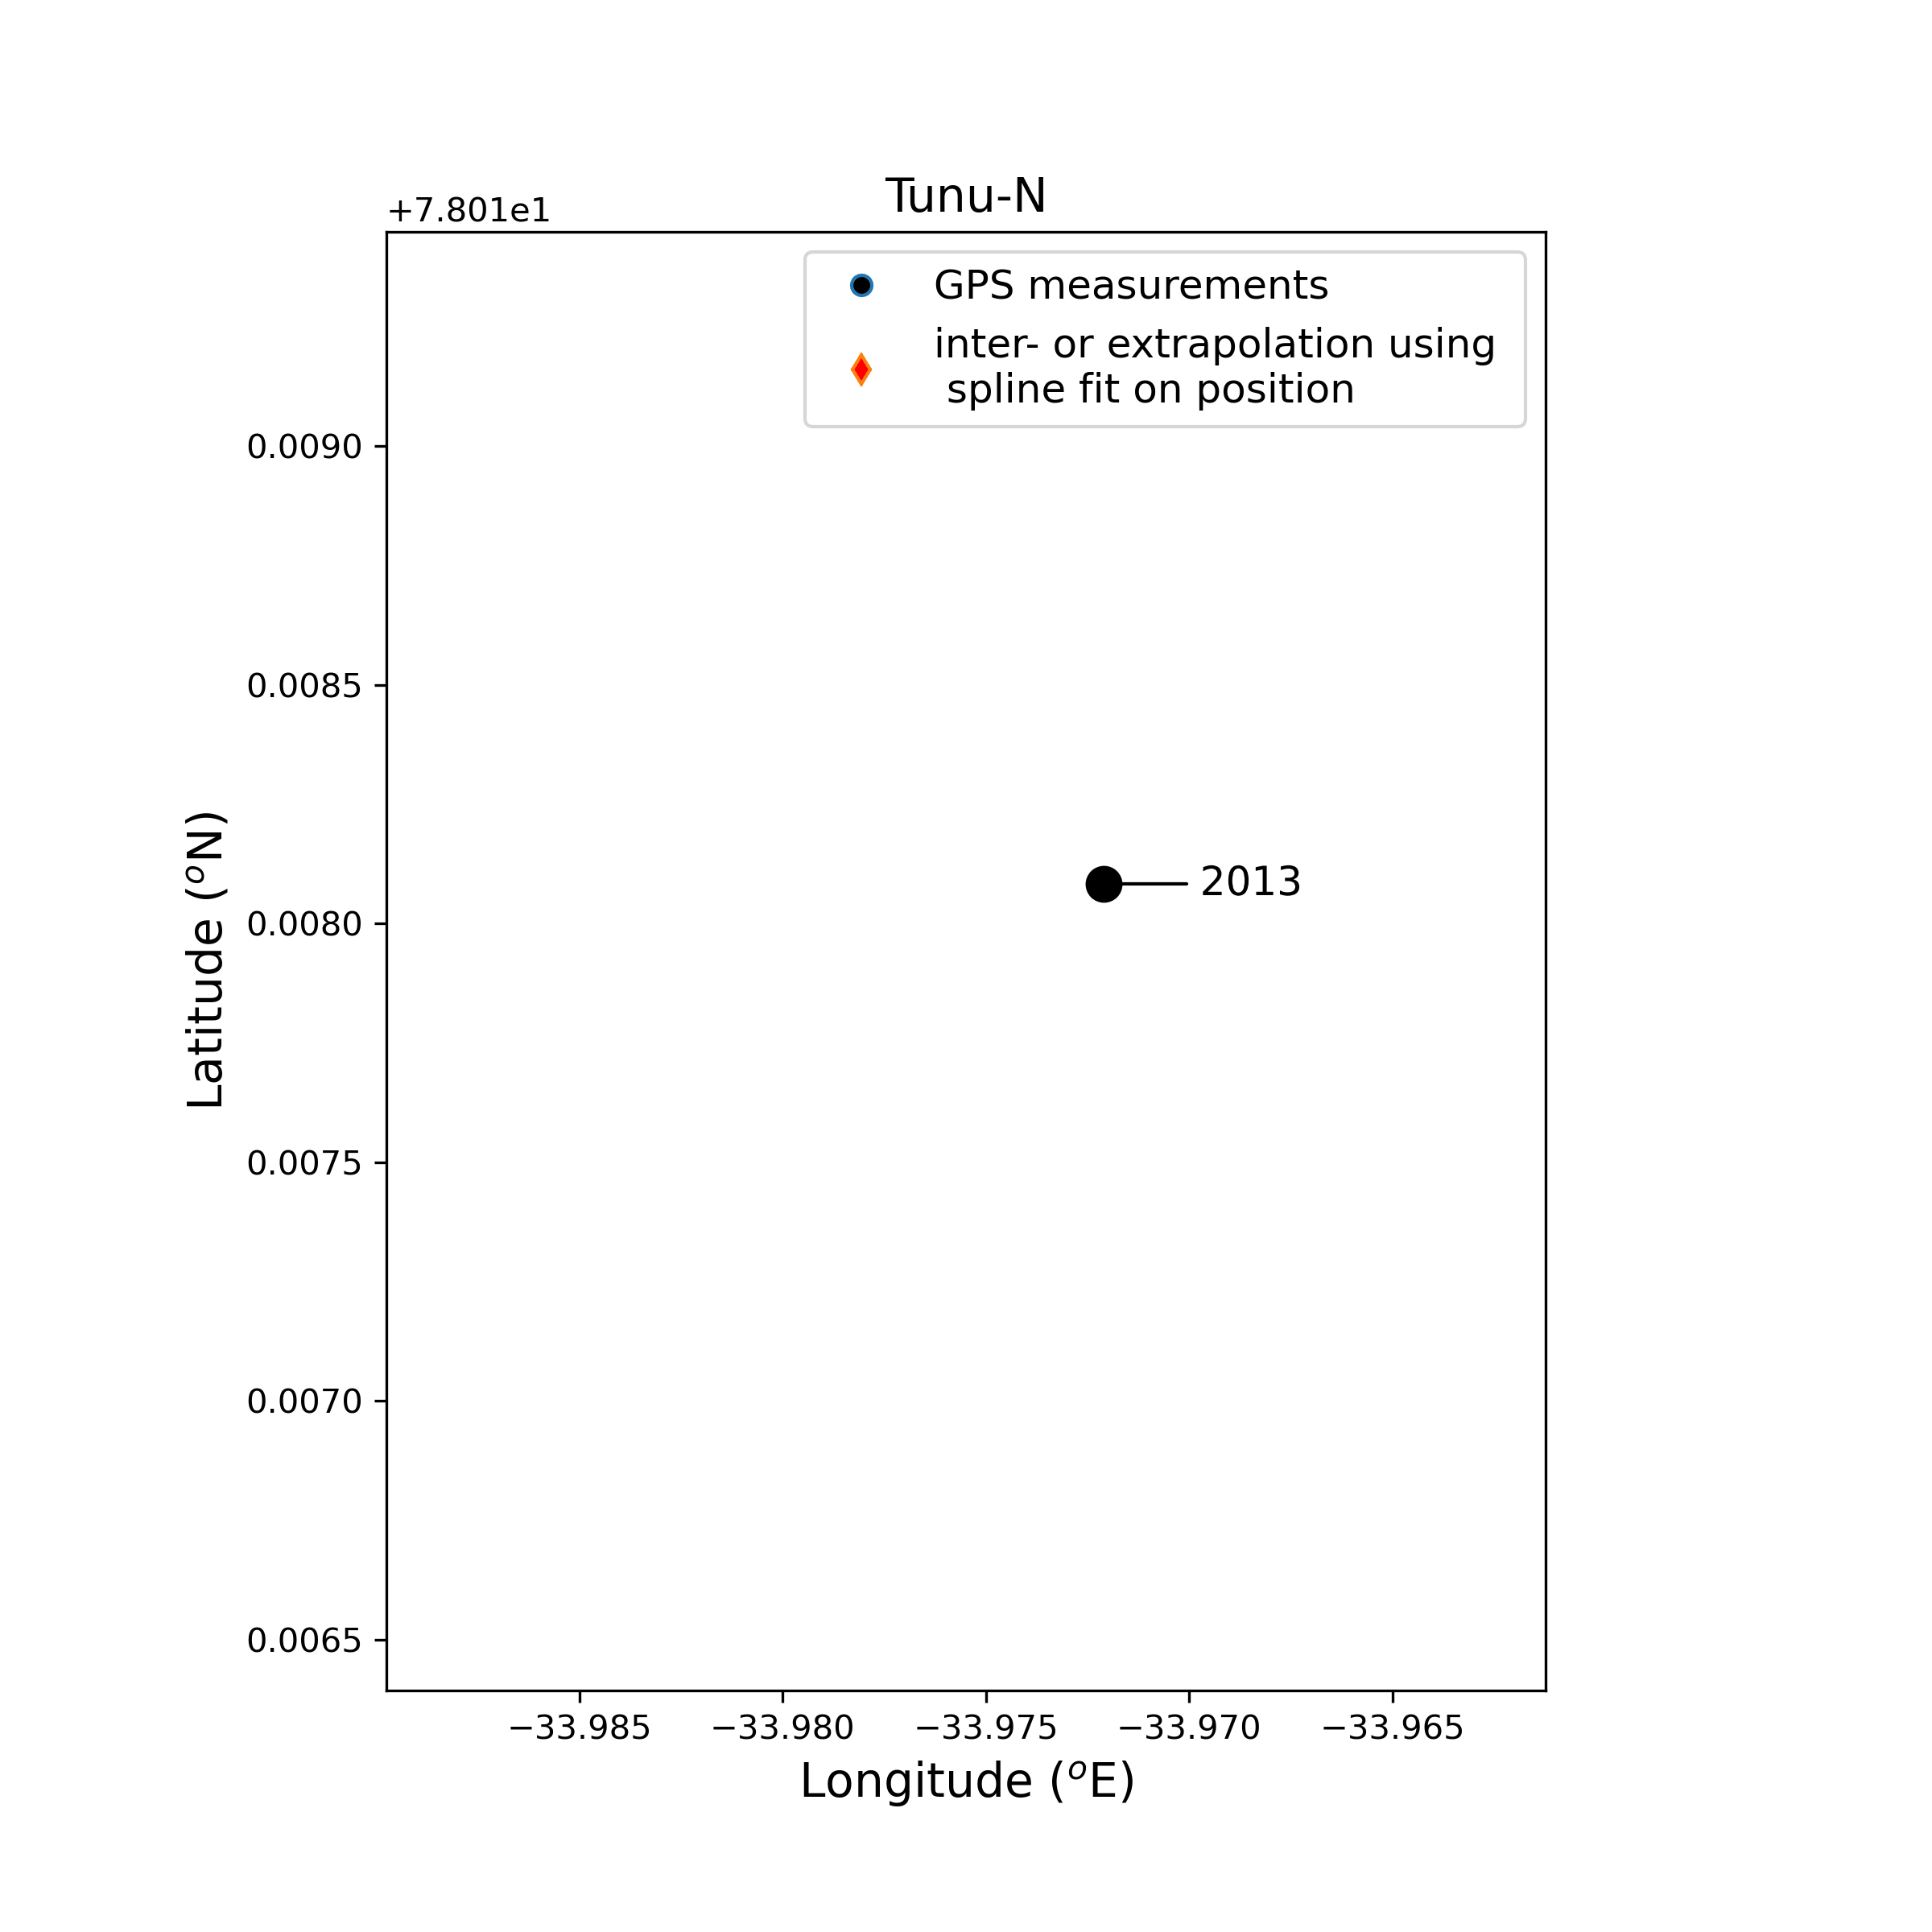 Tunu-N
+7.801e1
GPS measurements
inter- or extrapolation using
spline fit on position
0.0090
0.0085
0.0080
0.0075
0.0070
0.0065
Latitude (°N)
2013
−33.985
−33.980
−33.975
−33.970
−33.965
Longitude (°E)